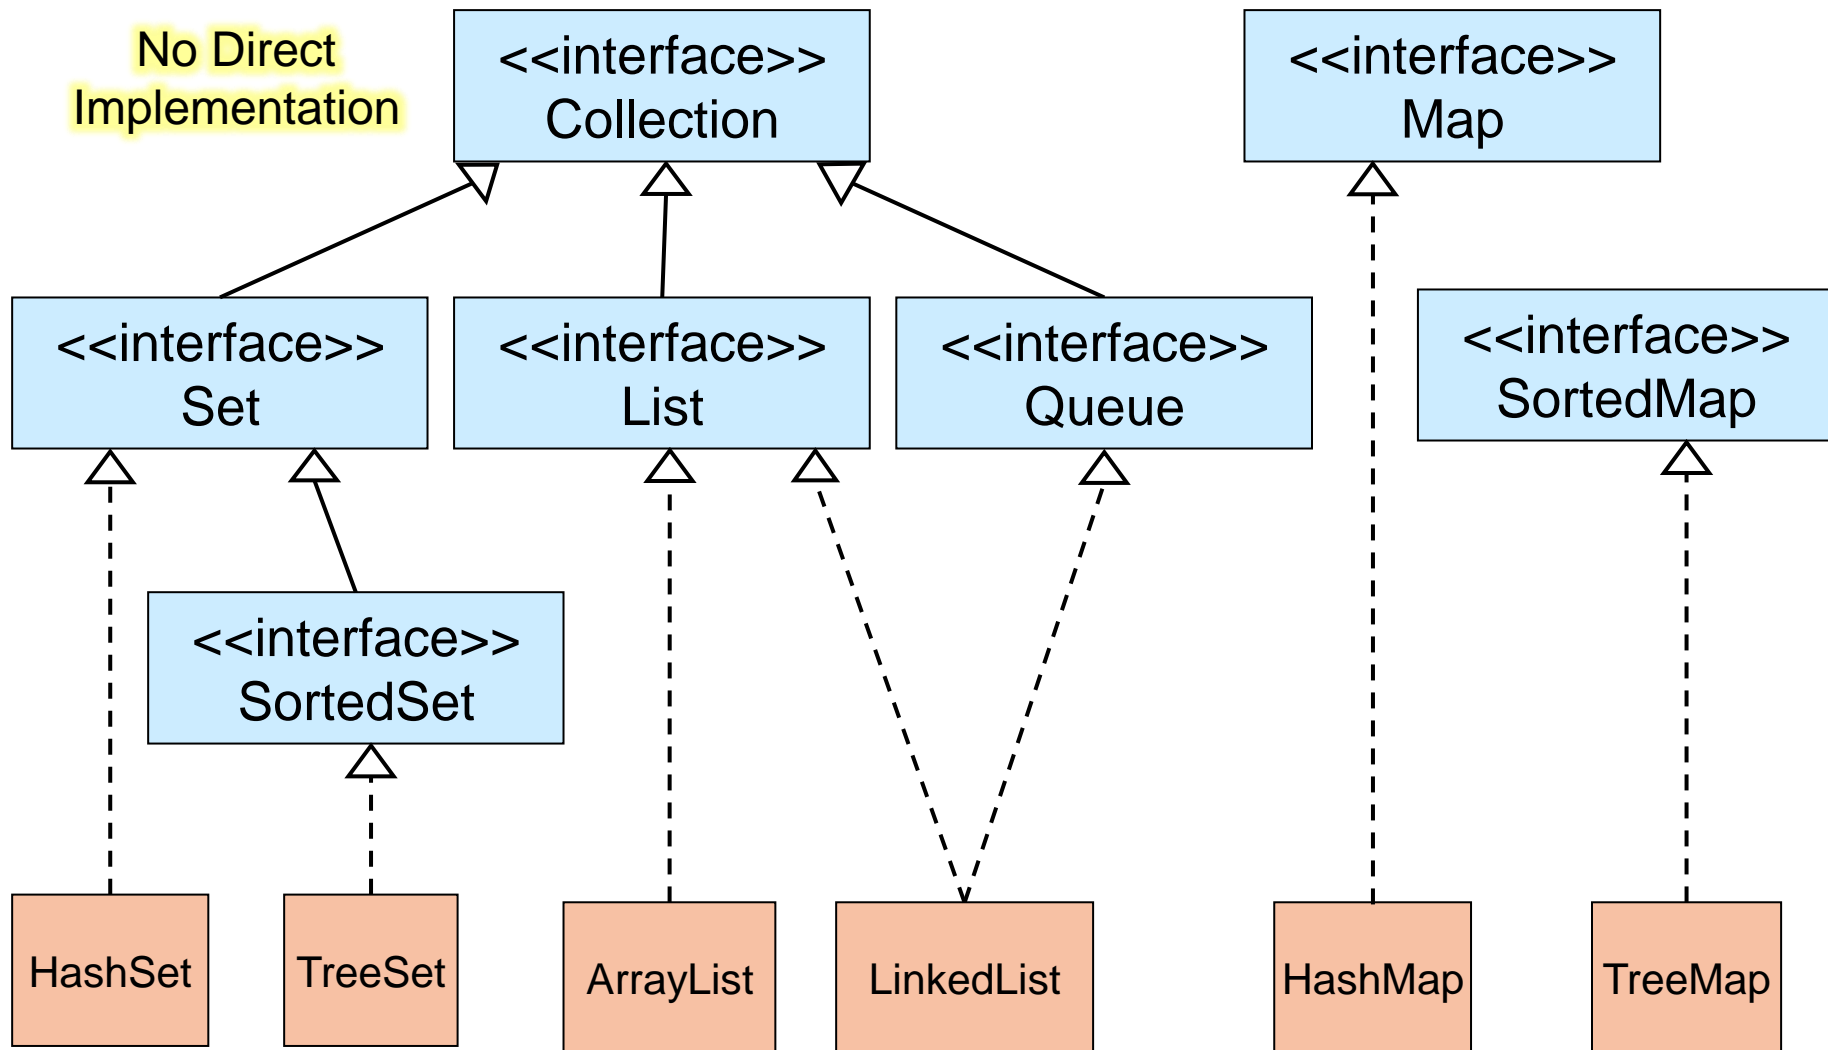 No Direct
Implementation
<<interface>>
Collection
<<interface>>
Map
<<interface>>
Set
<<interface>>
List
<<interface>>
Queue
<<interface>>
SortedMap
<<interface>>
SortedSet
HashSet
TreeSet
ArrayList
LinkedList
HashMap
TreeMap